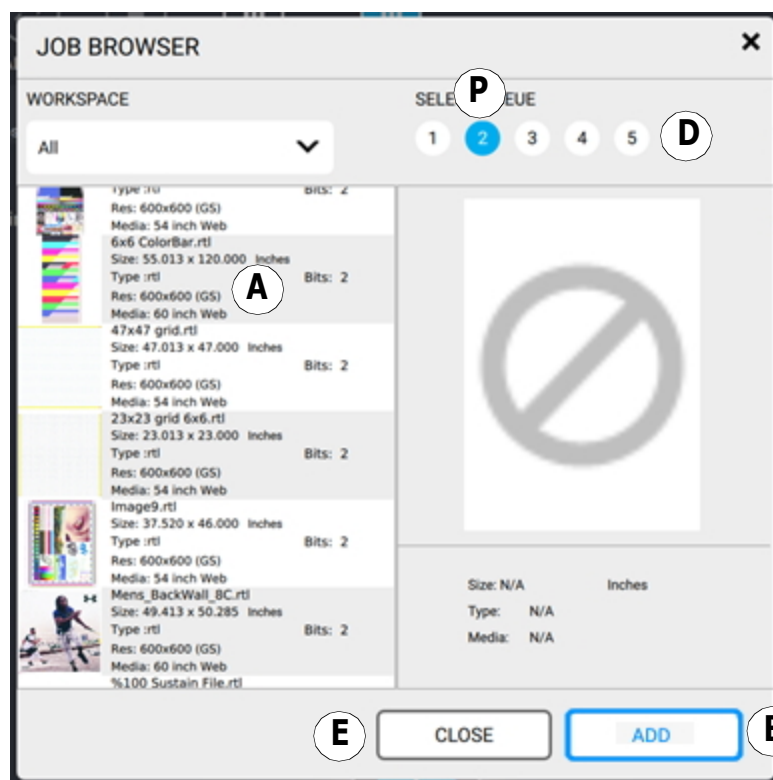 JOB BROWSER
WORKSPACE
SELE P EUE
All
1 2 3 4 5 D
Type :rtl Bits: 2
Res: 600x600 (GS)
Media: 54 inch Web
6x6 ColorBar.rtl
Size: 55.013 x 120.000 Inches
Type :rtl Bits: 2
Res: 600x600 (GS) A
Media: 60 inch Web
47x47 grid.rtl
Size: 47.013 x 47.000 Inches
Type :rtl Bits: 2
Res: 600x600 (GS)
Media: 54 inch Web
23x23 grid 6x6.rtl
Size: 23.013 x 23.000 Inches
Type :rtl Bits: 2
Res: 600x600 (GS)
Media: 54 inch Web
Image9.rtl
Size: 37.520 x 46.000 Inches
Type :rtl Bits: 2
Res: 600x600 (GS)
Media: 54 inch Web
Mens_BackWall_8C.rtl
Size: 49.413 x 50.285 Inches
Type :rtl Bits: 2
Res: 600x600 (GS)
Media: 60 inch Web
%100 Sustain File.rtl
Size: N/A Inches
Type: N/A
Media: N/A
E CLOSE ADD